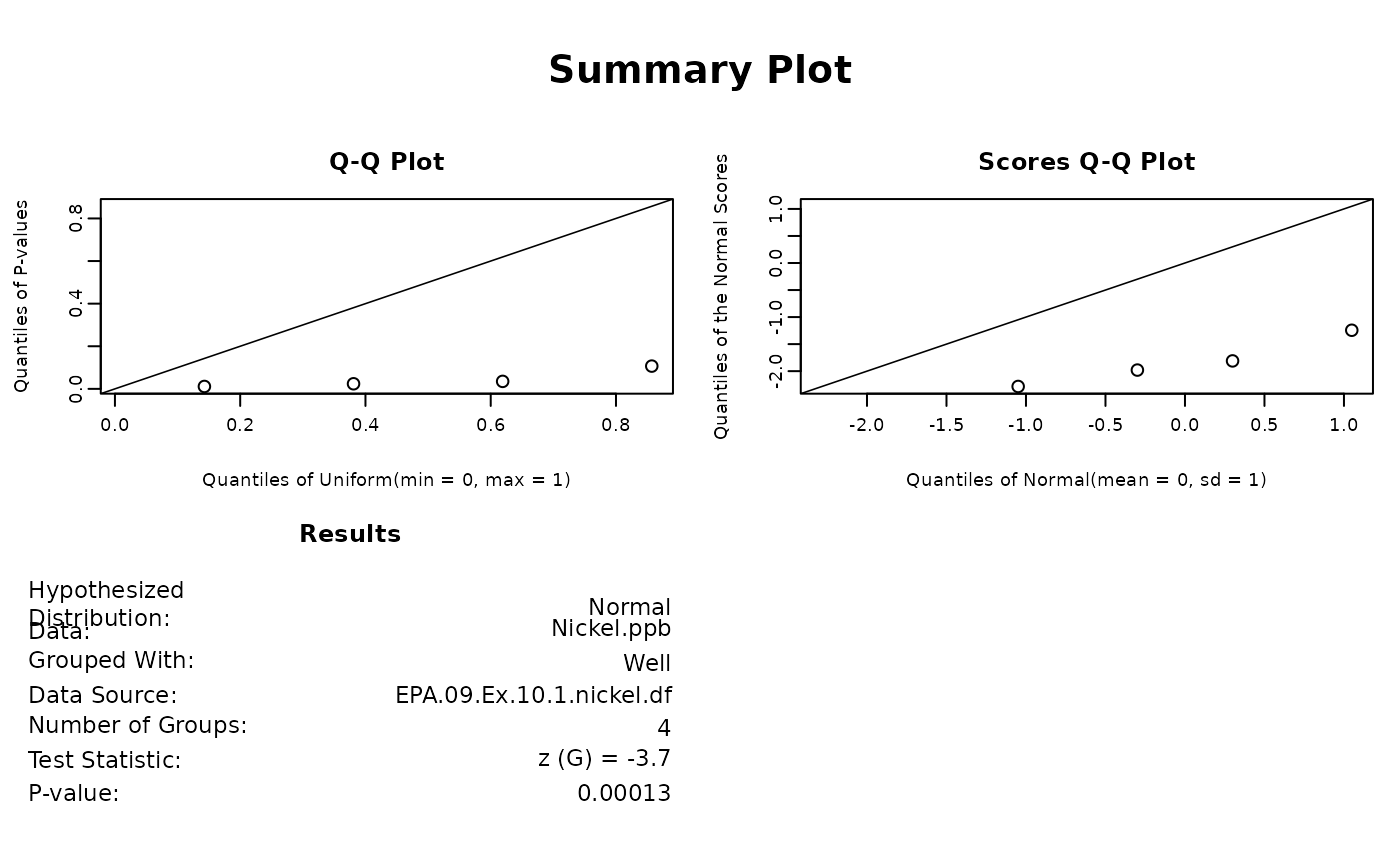 Summary Plot
Q-Q Plot
Quantiles of P-values
0.0
0.4
0.8
0.0 0.2 0.4 0.6 0.8
Quantiles of Uniform(min = 0, max = 1)
Scores Q-Q Plot
Quantiles of the Normal Scores
-2.0
-1.0
0.0
1.0
-2.0 -1.5 -1.0 -0.5 0.0 0.5 1.0
Quantiles of Normal(mean = 0, sd = 1)
Results
Hypothesized
Distribution: Normal
Data: Nickel.ppb
Grouped With: Well
Data Source: EPA.09.Ex.10.1.nickel.df
Number of Groups: 4
Test Statistic: z (G) = -3.7
P-value: 0.00013